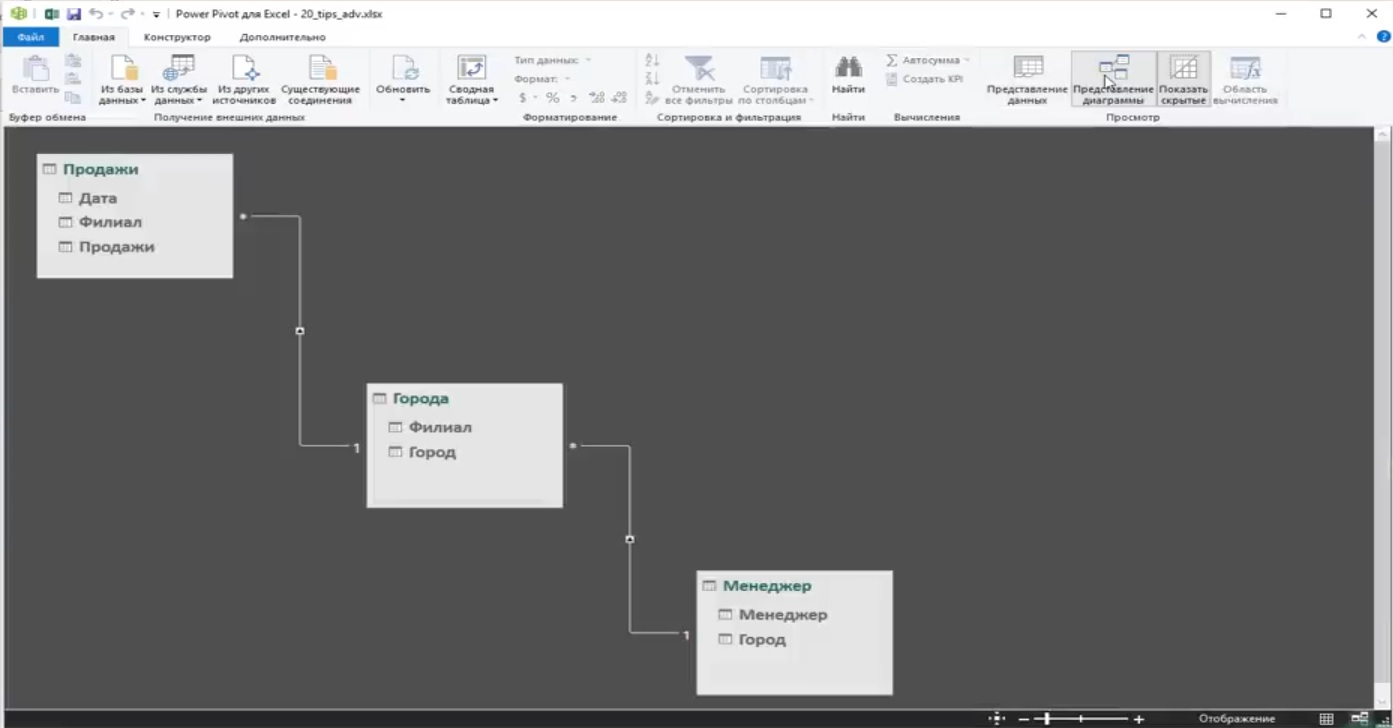 Power Pivot для Excel - 20_tips_adv.xlsx
Файл Главная Конструктор Дополнительно
Вставить
Из базы данных
Из службы данных
Из других источников
Существующие соединения
Обновить
Сводная таблица
Тип данных:
Формат:
$ % ,
Отменить все фильтры
Сортировка по столбцам
Найти
Автосумма
Создать KPI
Представление данных
Представление диаграммы
Показать скрытые
Область вычисления
Буфер обмена
Получение внешних данных
Форматирование
Сортировка и фильтрация
Найти
Вычисления
Просмотр
Продажи
Дата
Филиал
Продажи
*
1
Города
Филиал
Город
*
1
Менеджер
Менеджер
Город
Отображение